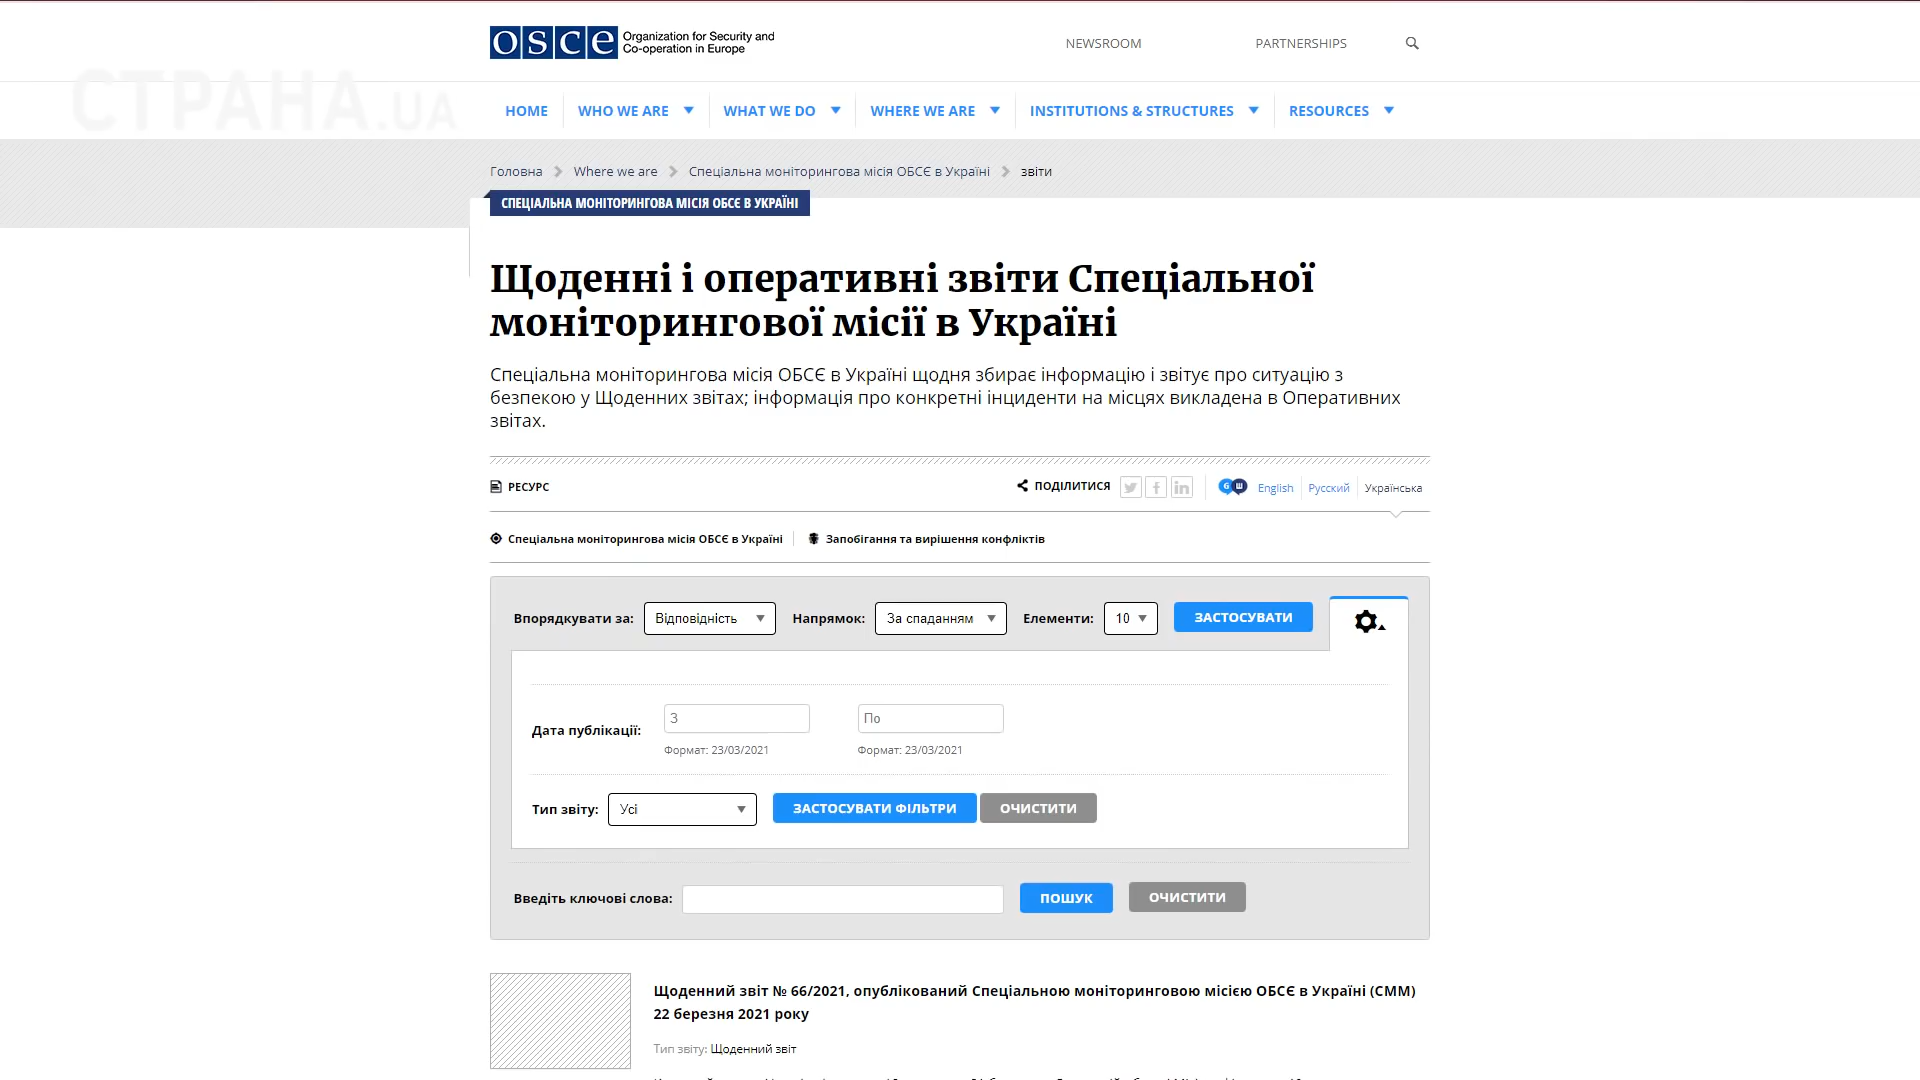 osce Organization for Security and
Co-operation in Europe
NEWSROOM
PARTNERSHIPS
СТРАНА.UA
HOME
WHO WE ARE
WHAT WE DO
WHERE WE ARE
INSTITUTIONS & STRUCTURES
RESOURCES
Головна
Where we are
Спеціальна моніторингова місія ОБСЄ в Україні
звіти
СПЕЦІАЛЬНА МОНІТОРИНГОВА МІСІЯ ОБСЄ В УКРАЇНІ
Щоденні і оперативні звіти Спеціальної
моніторингової місії в Україні
Спеціальна моніторингова місія ОБСЄ в Україні щодня збирає інформацію і звітує про ситуацію з
безпекою у Щоденних звітах; інформація про конкретні інциденти на місцях викладена в Оперативних
звітах.
РЕСУРС
ПОДІЛИТИСЯ
English
Русский
Українська
Спеціальна моніторингова місія ОБСЄ в Україні
Запобігання та вирішення конфліктів
Впорядкувати за:
Відповідність
Напрямок:
За спаданням
Елементи:
10
ЗАСТОСУВАТИ
Дата публікації:
З
По
Формат: 23/03/2021
Формат: 23/03/2021
Тип звіту:
Усі
ЗАСТОСУВАТИ ФІЛЬТРИ
ОЧИСТИТИ
Введіть ключові слова:
ПОШУК
ОЧИСТИТИ
Щоденний звіт № 66/2021, опублікований Спеціальною моніторинговою місією ОБСЄ в Україні (СММ)
22 березня 2021 року
Тип звіту: Щоденний звіт